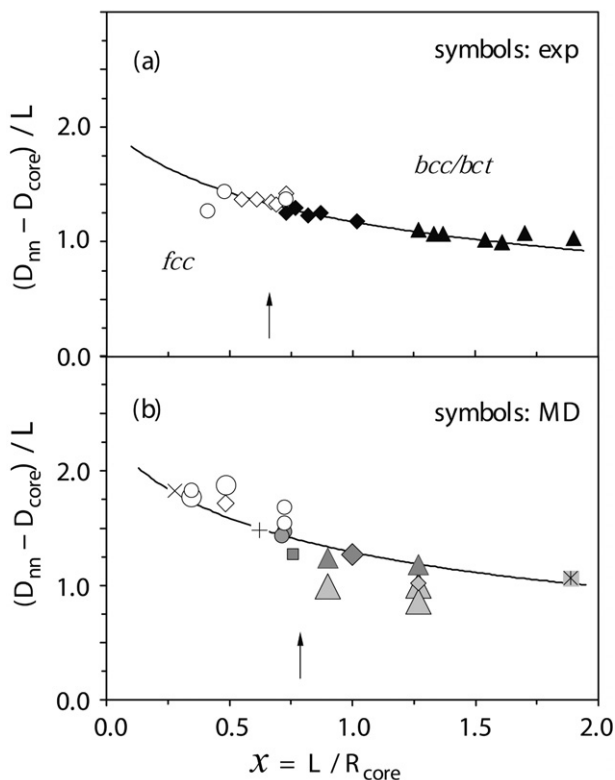 (a)
symbols: exp
bcc/bct
fcc
(D_nn – D_core) / L
2.0
1.0
0.0
(b)
symbols: MD
(D_nn – D_core) / L
2.0
1.0
0.0
0.0 0.5 1.0 1.5 2.0
x = L / R_core